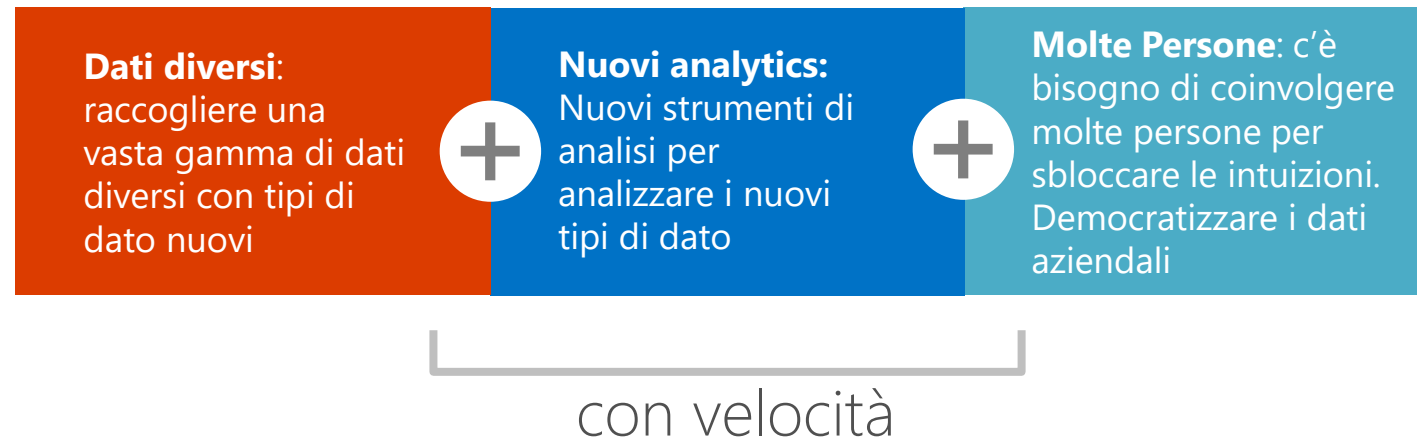 Dati diversi:
raccogliere una
vasta gamma di dati
diversi con tipi di
dato nuovi
+
Nuovi analytics:
Nuovi strumenti di
analisi per
analizzare i nuovi
tipi di dato
+
Molte Persone: c’è
bisogno di coinvolgere
molte persone per
sbloccare le intuizioni.
Democratizzare i dati
aziendali
con velocità